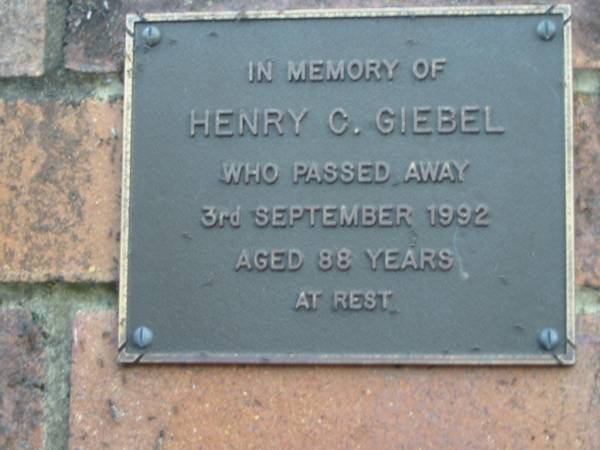 IN MEMORY OF
HENRY C. GIEBEL
WHO PASSED AWAY
3rd SEPTEMBER 1992
AGED 88 YEARS
AT REST